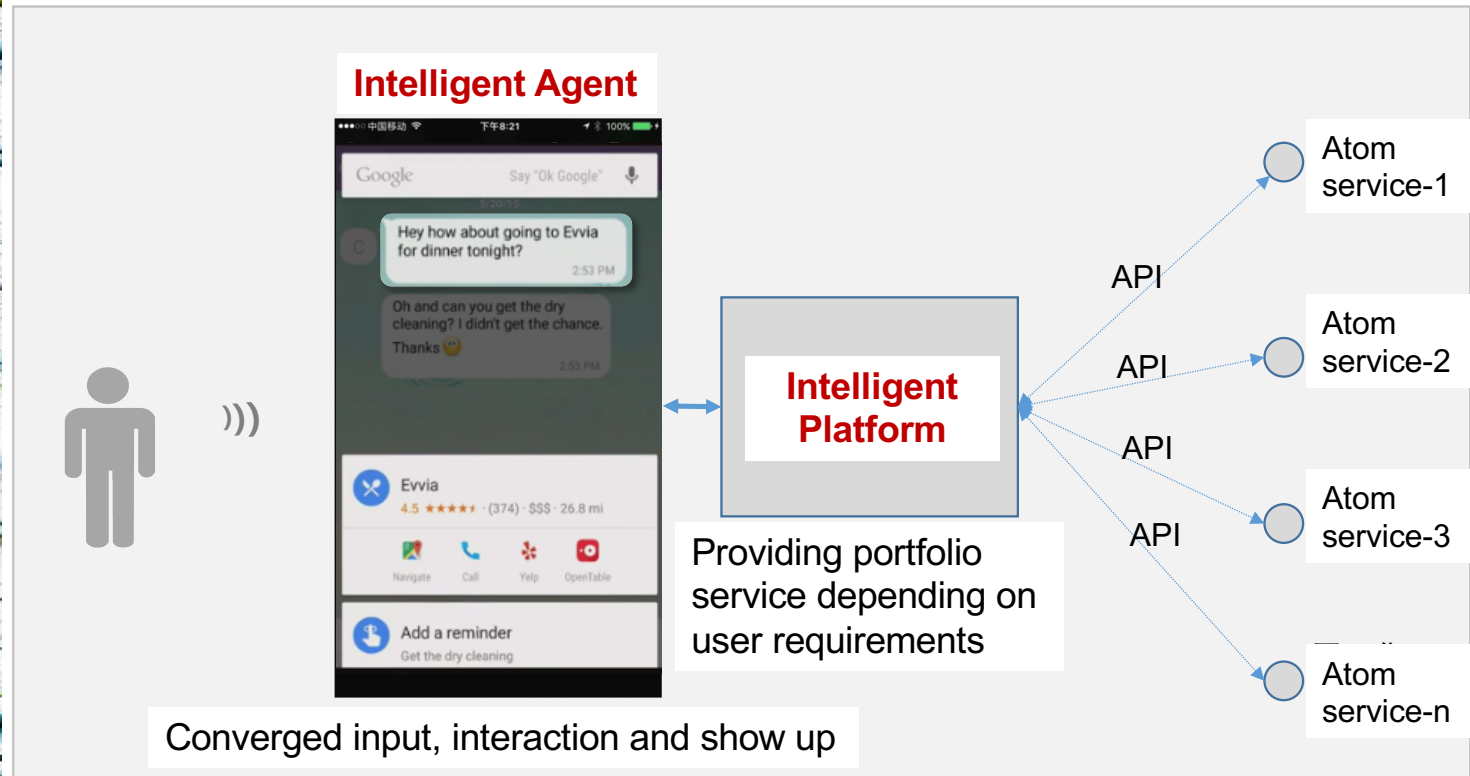 Intelligent Agent
中国移动
下午8:21
100%
Google
Say "Ok Google"
5/20/15
C
Hey how about going to Evvia
for dinner tonight?
2:53 PM
Oh and can you get the dry
cleaning? I didn't get the chance.
Thanks
2:53 PM
Evvia
4.5 ★★★★ · (374) · $$$ · 26.8 mi
Navigate Call Yelp OpenTable
Add a reminder
Get the dry cleaning
Converged input, interaction and show up
)))
Intelligent
Platform
Providing portfolio
service depending on
user requirements
API
API
API
API
Atom
service-1
Atom
service-2
Atom
service-3
Atom
service-n